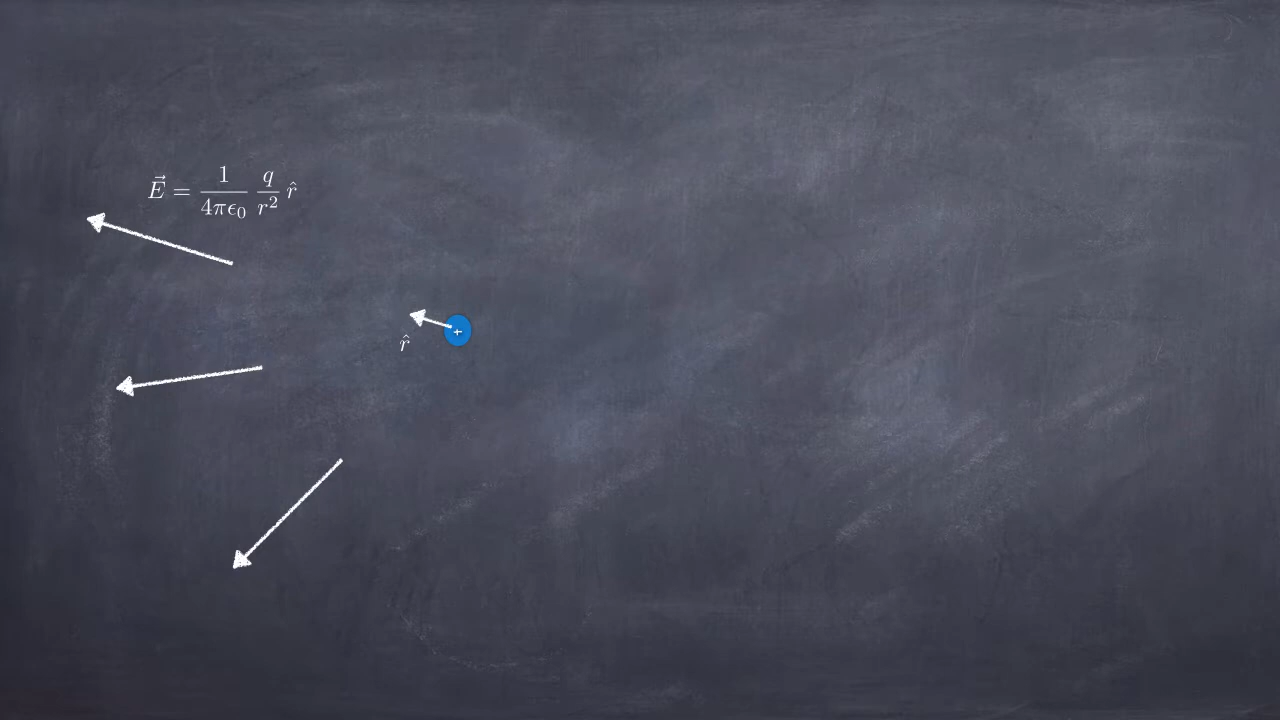 $\vec{E} = \frac{1}{4\pi\epsilon_0} \frac{q}{r^2} \hat{r}$
+
$\hat{r}$